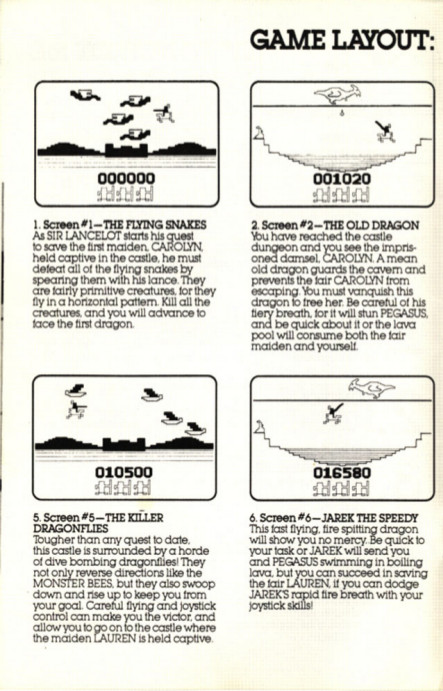 GAME LAYOUT:
000000
1. Screen #1—THE FLYING SNAKES
As SIR LANCELOT starts his quest
to save the first maiden, CAROLYN,
held captive in the castle, he must
defeat all of the flying snakes by
spearing them with his lance. They
are fairly primitive creatures, for they
fly in a horizontal pattern. Kill all the
creatures, and you will advance to
face the first dragon.
001020
2. Screen #2—THE OLD DRAGON
You have reached the castle
dungeon and you see the impris-
oned damsel, CAROLYN. A mean
old dragon guards the cavern and
prevents the fair CAROLYN from
escaping. You must vanquish this
dragon to free her. Be careful of his
fiery breath, for it will stun PEGASUS,
and be quick about it or the lava
pool will consume both the fair
maiden and yourself.
010500
5. Screen #5—THE KILLER
DRAGONFLIES
Tougher than any quest to date,
this castle is surrounded by a horde
of dive bombing dragonflies! They
not only reverse directions like the
MONSTER BEES, but they also swoop
down and rise up to keep you from
your goal. Careful flying and joystick
control can make you the victor, and
allow you to go on to the castle where
the maiden LAUREN is held captive.
016580
6. Screen #6—JAREK THE SPEEDY
This fast flying, fire spitting dragon
will show you no mercy. Be quick to
your task or JAREK will send you
and PEGASUS swimming in boiling
lava, but you can succeed in saving
the fair LAUREN, if you can dodge
JAREK'S rapid fire breath with your
joystick skills!